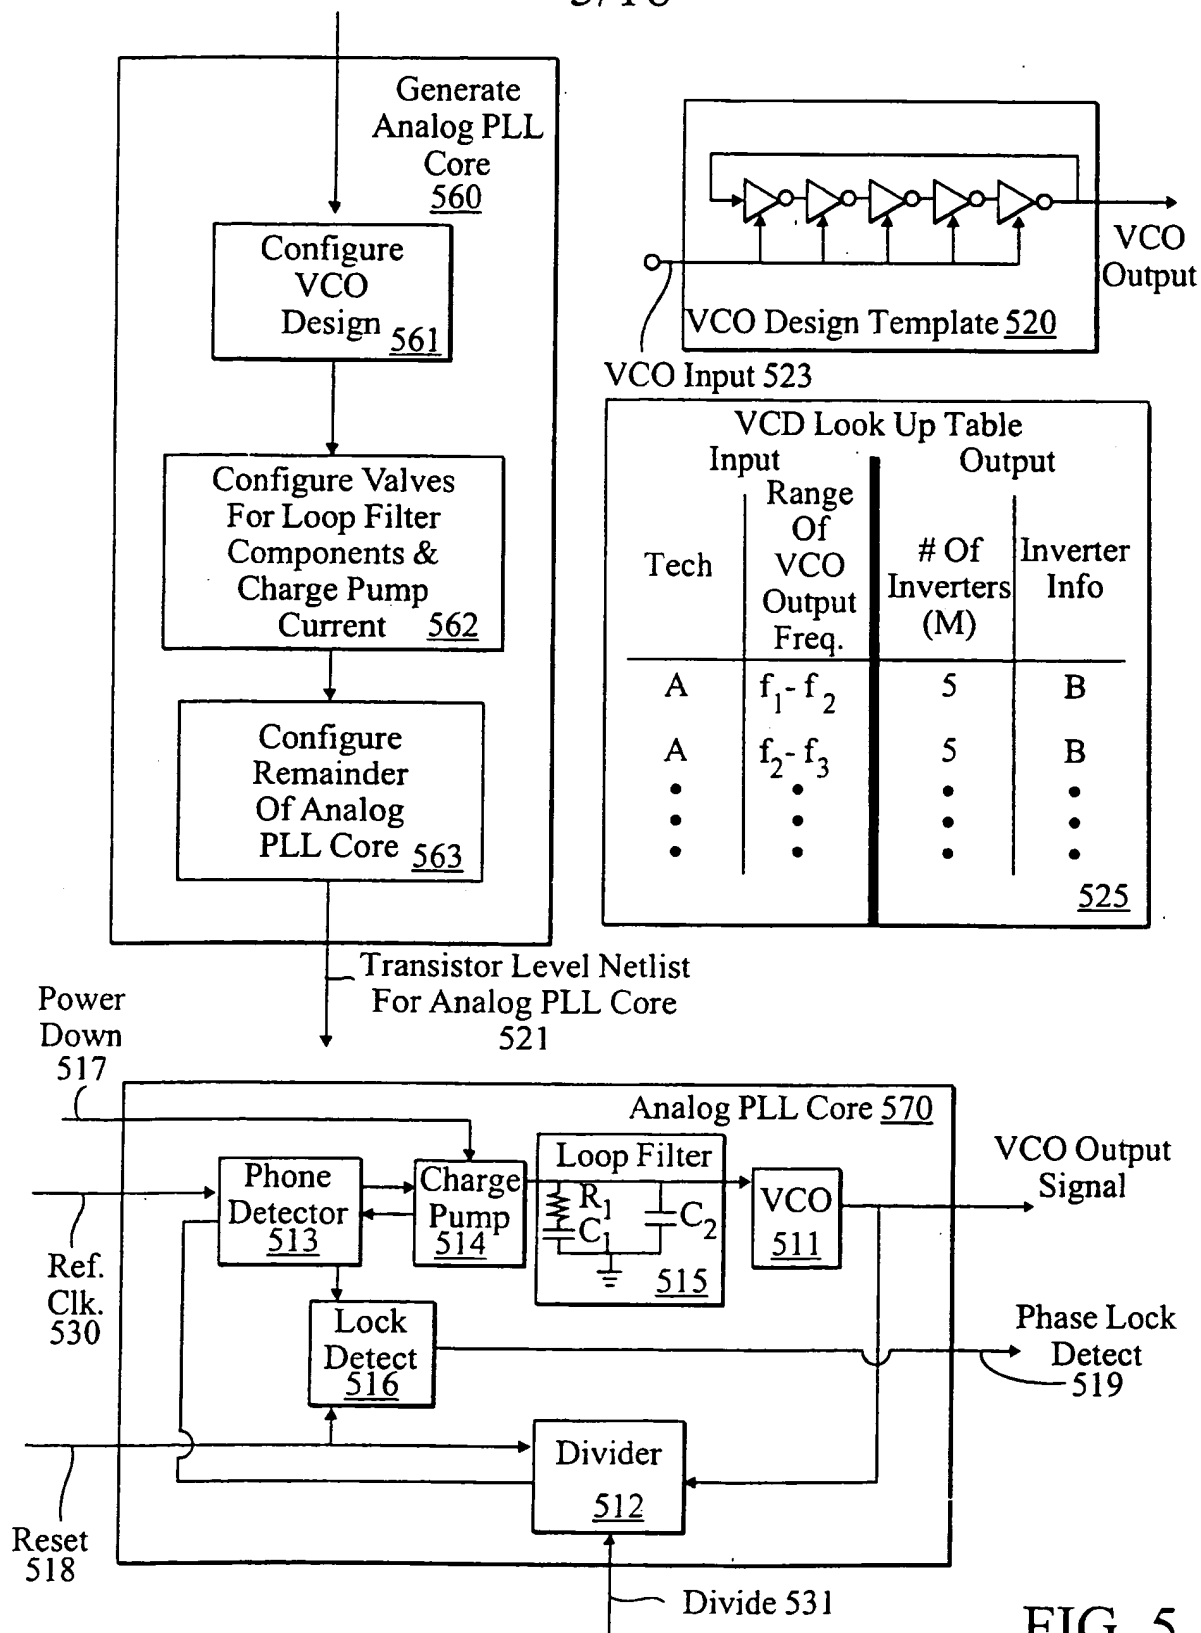 Generate
Analog PLL
Core
560
Configure
VCO
Design 561
Configure Valves
For Loop Filter
Components &
Charge Pump
Current 562
Configure
Remainder
Of Analog
PLL Core 563
Transistor Level Netlist
For Analog PLL Core
521
VCO
Output
VCO Design Template 520
VCO Input 523
VCD Look Up Table
Input Output
Tech
Range
Of
VCO
Output
Freq.
# Of
Inverters
(M)
Inverter
Info
A f1- f2 5 B
A f2- f3 5 B
525
Power
Down
517
Analog PLL Core 570
Phone
Detector
513
Charge
Pump
514
Loop Filter
R1
C1
C2
515
VCO
511
VCO Output
Signal
Ref.
Clk.
530
Lock
Detect
516
Phase Lock
Detect
519
Divider
512
Reset
518
Divide 531
FIG. 5